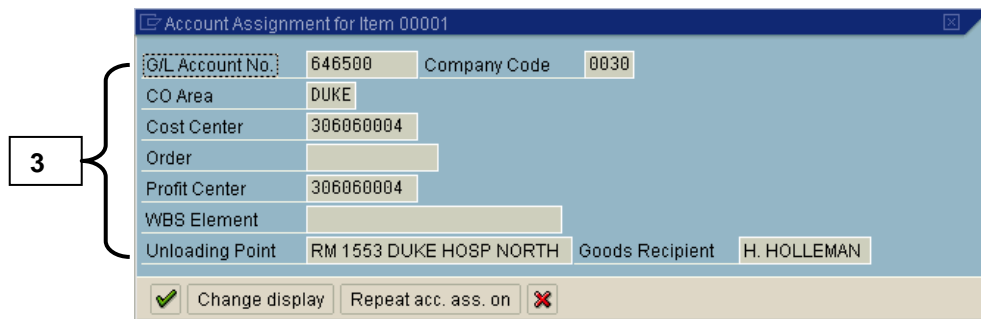 Account Assignment for Item 00001
G/L Account No. 646500 Company Code 0030
CO Area DUKE
Cost Center 306060004
3
Order
Profit Center 306060004
WBS Element
Unloading Point RM 1553 DUKE HOSP NORTH Goods Recipient H. HOLLEMAN
Change display Repeat acc. ass. on